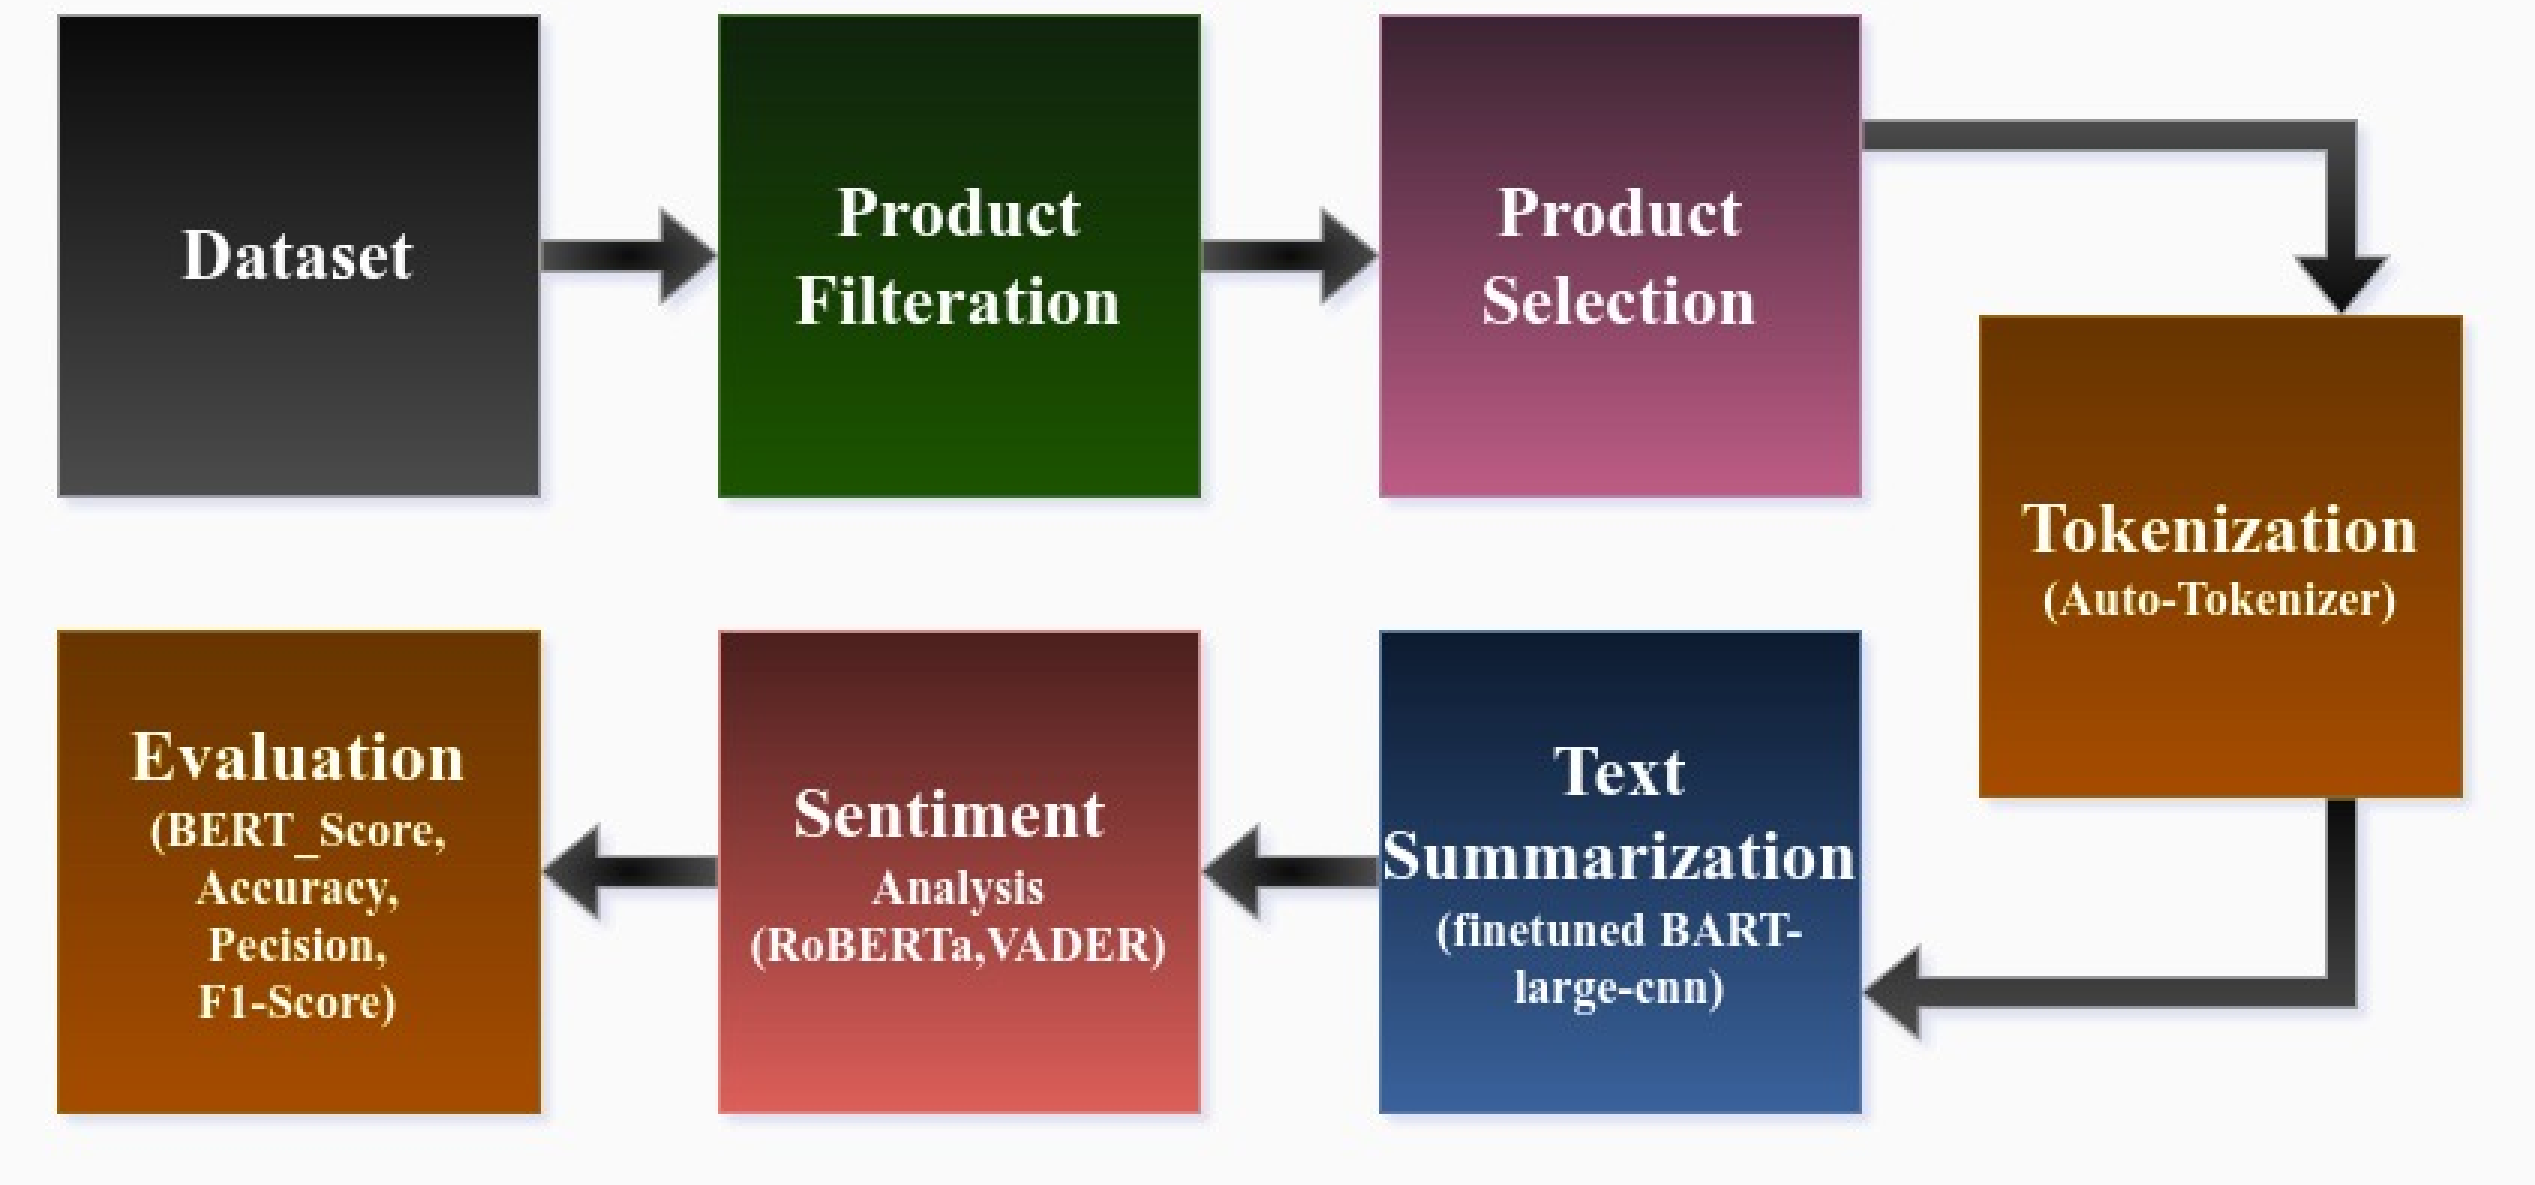 Dataset
Product
Filteration
Product
Selection
Tokenization
(Auto-Tokenizer)
Text
Summarization
(finetuned BART-
large-cnn)
Sentiment
Analysis
(RoBERTa,VADER)
Evaluation
(BERT_Score,
Accuracy,
Pecision,
F1-Score)